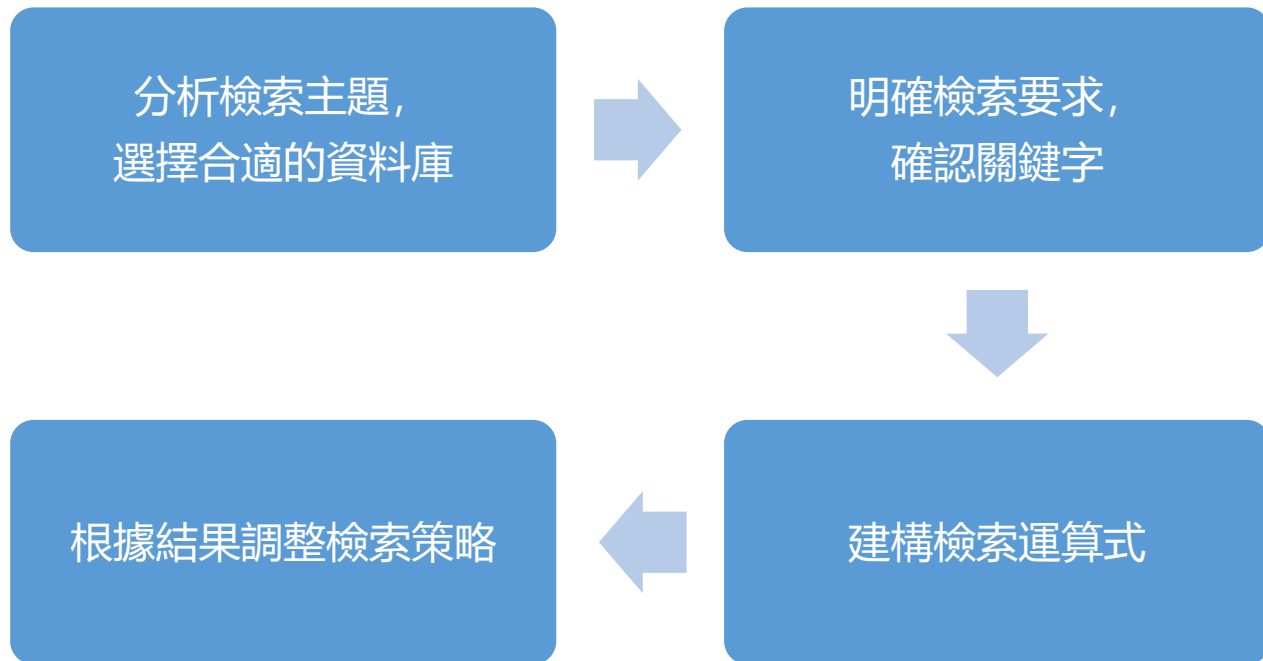 分析檢索主題，
選擇合適的資料庫
明確檢索要求，
確認關鍵字
建構檢索運算式
根據結果調整檢索策略